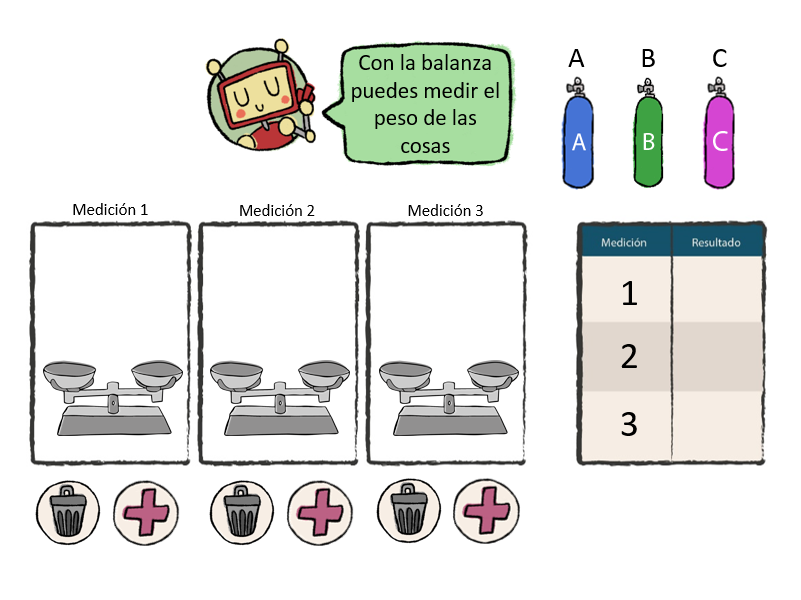 Con la balanza
puedes medir el
peso de las
cosas
A B C
A B C
Medición 1 Medición 2 Medición 3
Medición Resultado
1
2
3